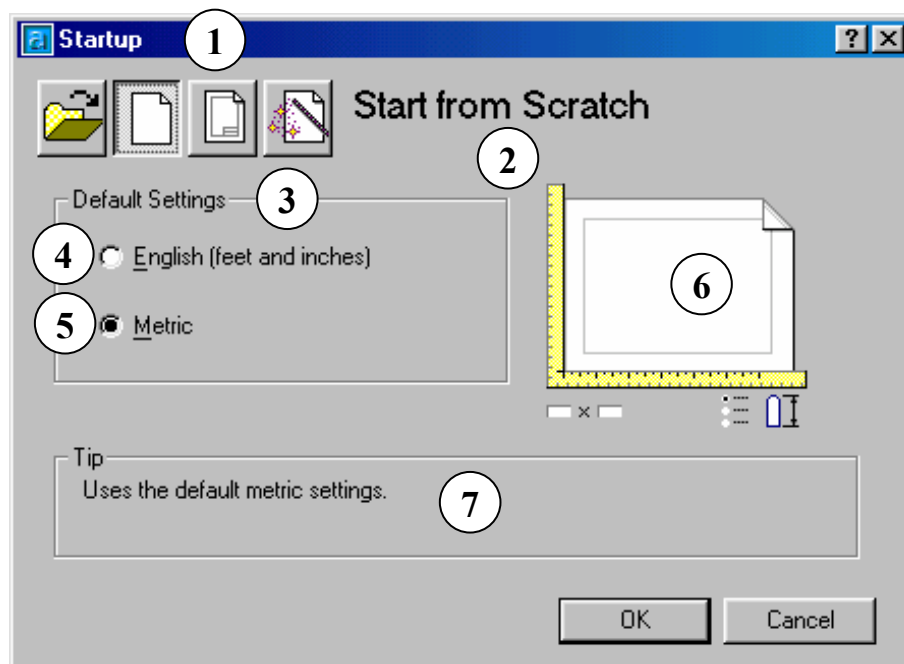 Startup 1
Start from Scratch
2
Default Settings 3
4 English (feet and inches)
5 Metric
6
Tip
Uses the default metric settings.
7
OK Cancel